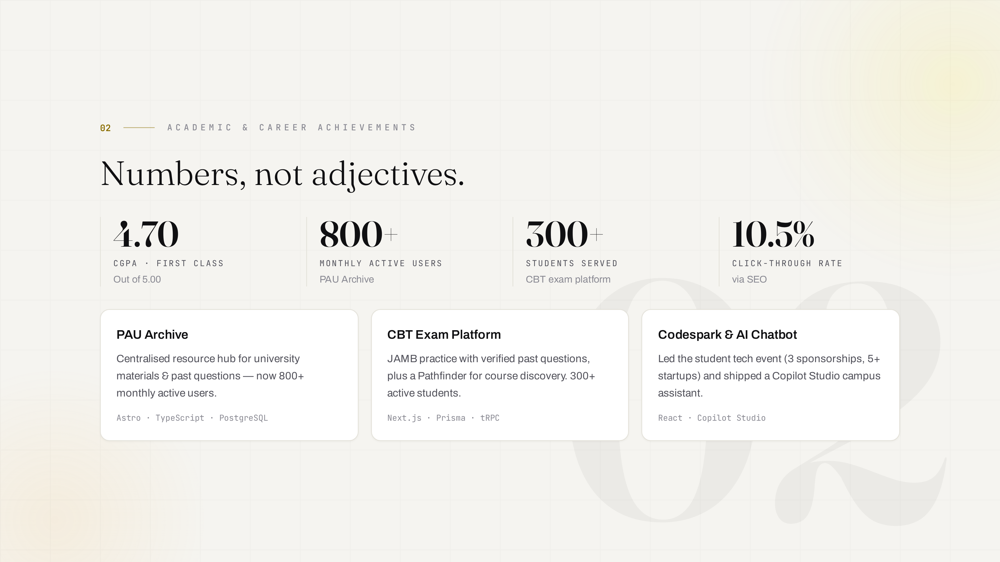 02 ACADEMIC & CAREER ACHIEVEMENTS
Numbers, not adjectives.
4.70
CGPA · FIRST CLASS
Out of 5.00
800+
MONTHLY ACTIVE USERS
PAU Archive
300+
STUDENTS SERVED
CBT exam platform
10.5%
CLICK-THROUGH RATE
via SEO
PAU Archive
Centralised resource hub for university
materials & past questions — now 800+
monthly active users.
Astro · TypeScript · PostgreSQL
CBT Exam Platform
JAMB practice with verified past questions,
plus a Pathfinder for course discovery. 300+
active students.
Next.js · Prisma · tRPC
Codespark & AI Chatbot
Led the student tech event (3 sponsorships, 5+
startups) and shipped a Copilot Studio campus
assistant.
React · Copilot Studio
02